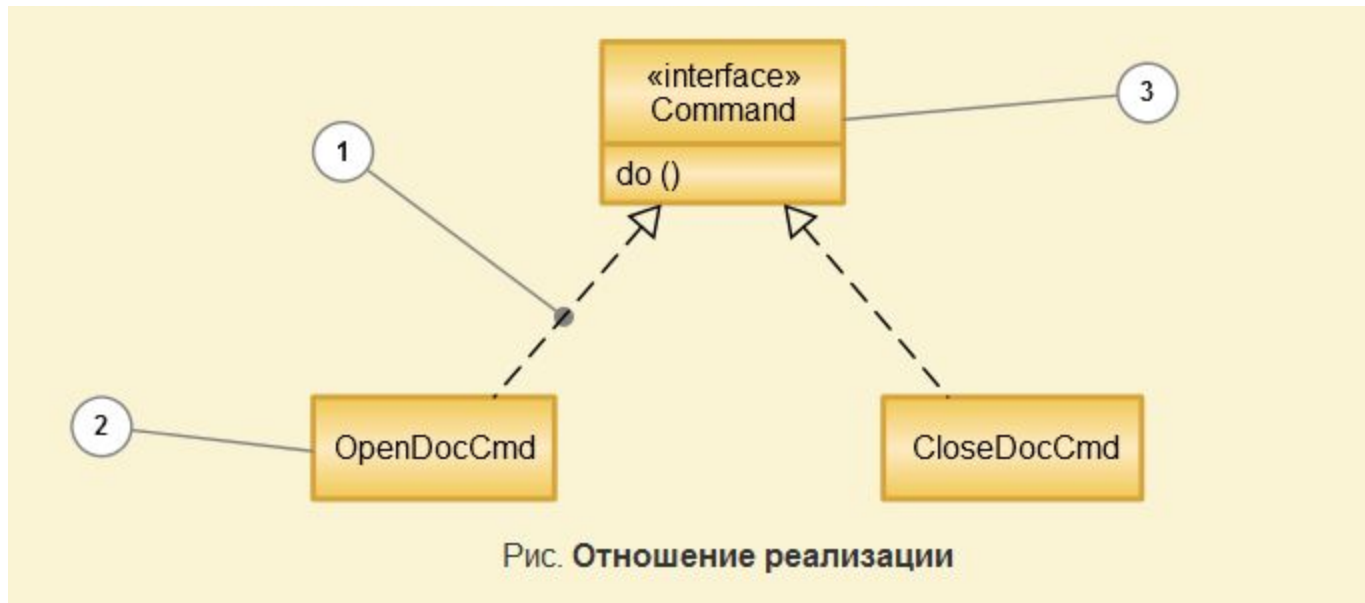 «interface»
Command
3
1
do ()
2
OpenDocCmd
CloseDocCmd
Рис. Отношение реализации